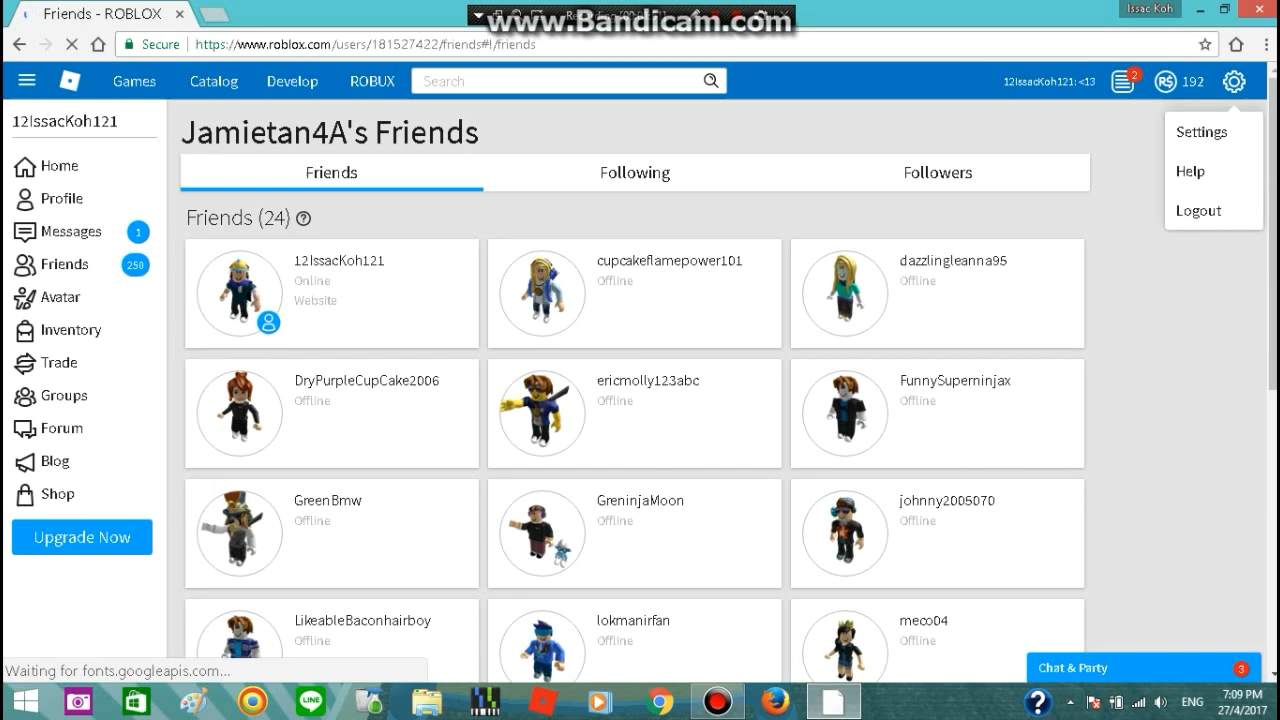 Friends - ROBLOX
www.Bandicam.com
Issac Koh
Secure
https://www.roblox.com/users/181527422/friends#!/friends
Games
Catalog
Develop
ROBUX
Search
12IssacKoh121: <13
2
R$
192
12IssacKoh121
Home
Profile
Messages
1
Friends
250
Avatar
Inventory
Trade
Groups
Forum
Blog
Shop
Upgrade Now
Settings
Help
Logout
Jamietan4A's Friends
Friends
Following
Followers
Friends (24)
12IssacKoh121
Online
Website
cupcakeflamepower101
Offline
dazzlingleanna95
Offline
DryPurpleCupCake2006
Offline
ericmolly123abc
Offline
FunnySuperninjax
Offline
GreenBmw
Offline
GreninjaMoon
Offline
johnny2005070
Offline
LikeableBaconhairboy
Offline
lokmanirfan
Offline
meco04
Offline
Waiting for fonts.googleapis.com...
Chat & Party
3
LINE
ENG
7:09 PM
27/4/2017